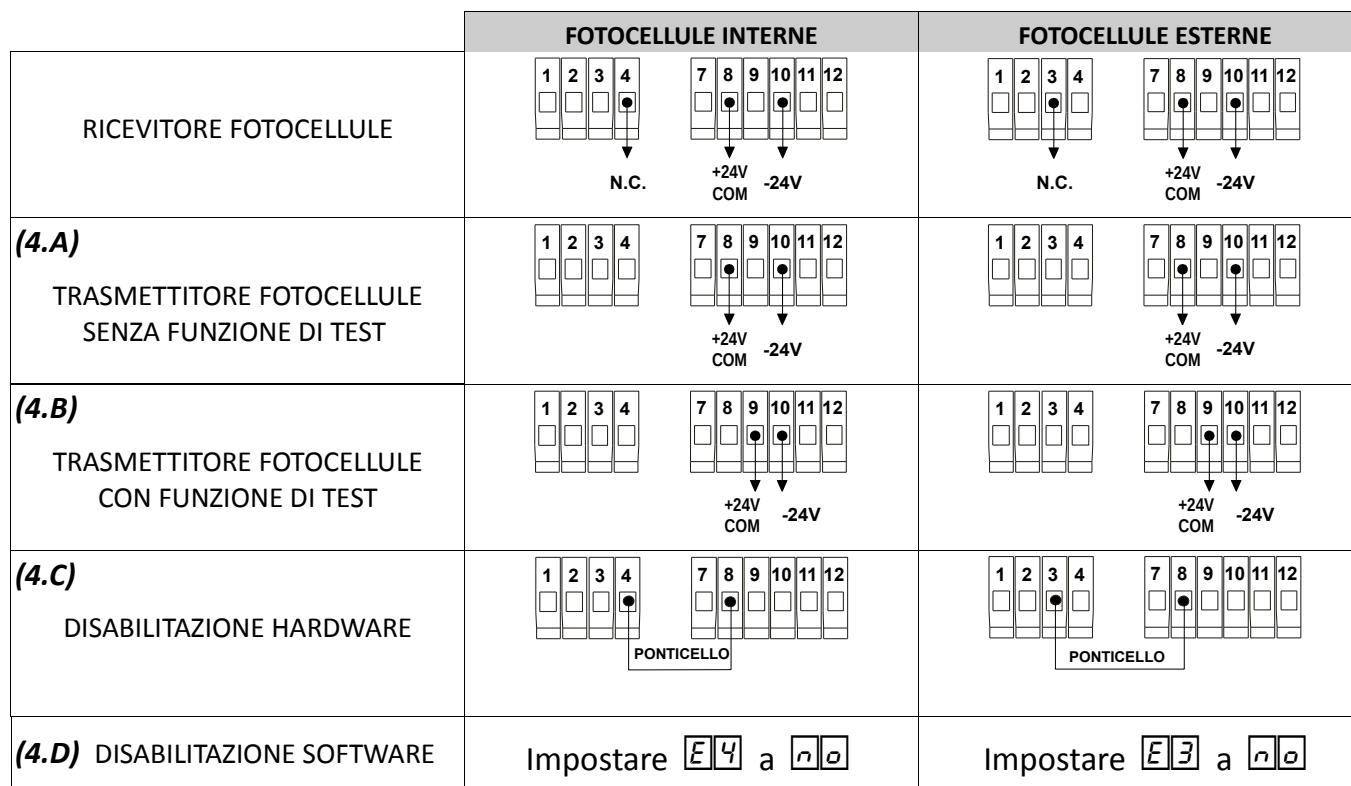 FOTOCELLULE INTERNE FOTOCELLULE ESTERNE
RICEVITORE FOTOCELLULE
1 2 3 4 7 8 9 10 11 12
N.C. +24V COM -24V
1 2 3 4 7 8 9 10 11 12
N.C. +24V COM -24V
(4.A)
TRASMETTITORE FOTOCELLULE
SENZA FUNZIONE DI TEST
1 2 3 4 7 8 9 10 11 12
+24V COM -24V
1 2 3 4 7 8 9 10 11 12
+24V COM -24V
(4.B)
TRASMETTITORE FOTOCELLULE
CON FUNZIONE DI TEST
1 2 3 4 7 8 9 10 11 12
+24V COM -24V
1 2 3 4 7 8 9 10 11 12
+24V COM -24V
(4.C)
DISABILITAZIONE HARDWARE
1 2 3 4 7 8 9 10 11 12
PONTICELLO
1 2 3 4 7 8 9 10 11 12
PONTICELLO
(4.D) DISABILITAZIONE SOFTWARE
Impostare E4 a no
Impostare E3 a no